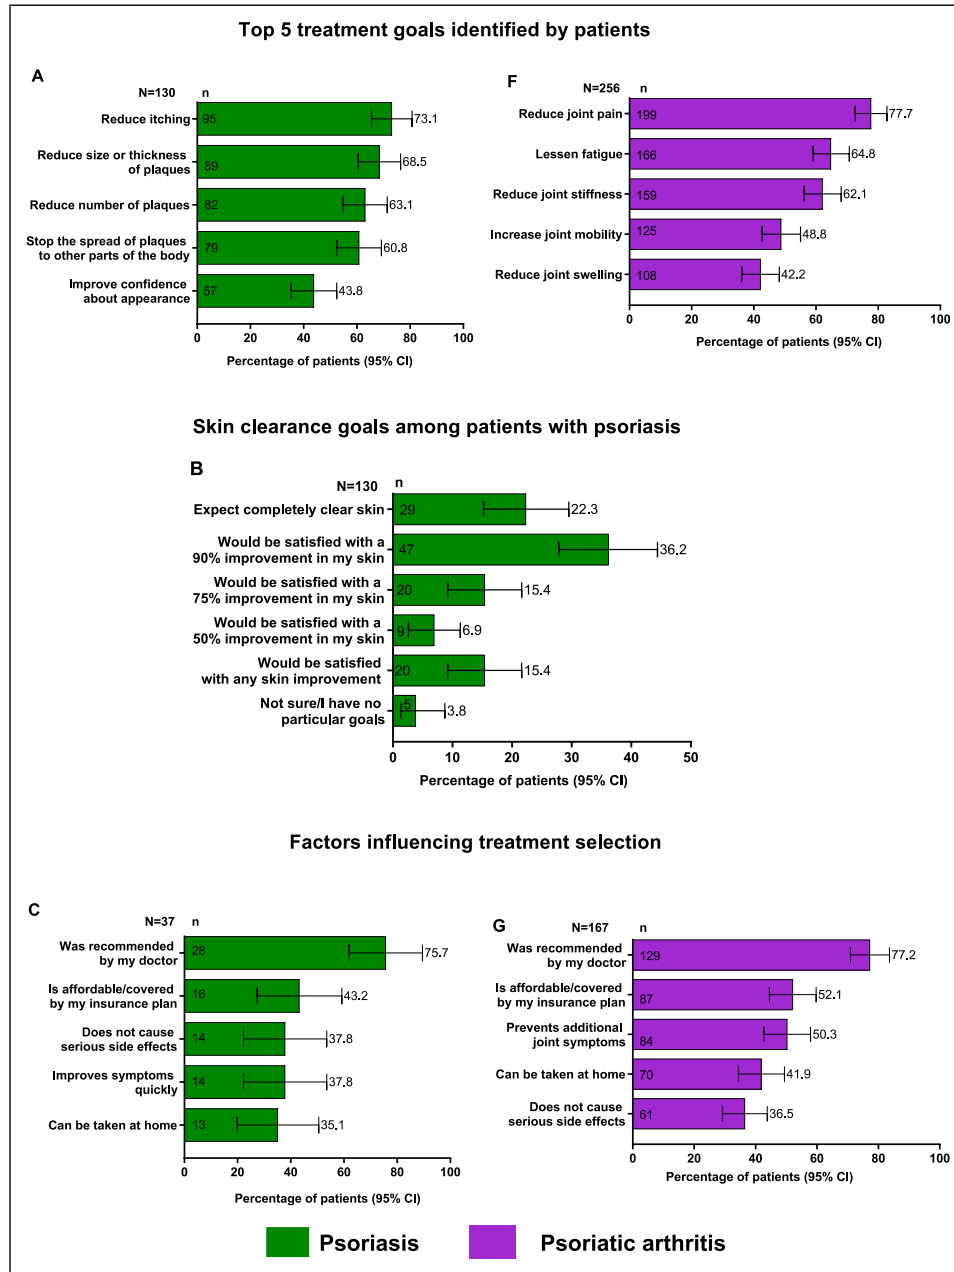 Top 5 treatment goals identified by patients
A
N=130 n
Reduce itching 95 73.1
Reduce size or thickness
of plaques 89 68.5
Reduce number of plaques 82 63.1
Stop the spread of plaques
to other parts of the body 79 60.8
Improve confidence
about appearance 57 43.8
0 20 40 60 80 100
Percentage of patients (95% CI)
F
N=256 n
Reduce joint pain 199 77.7
Lessen fatigue 166 64.8
Reduce joint stiffness 159 62.1
Increase joint mobility 125 48.8
Reduce joint swelling 108 42.2
0 20 40 60 80 100
Percentage of patients (95% CI)
Skin clearance goals among patients with psoriasis
B
N=130 n
Expect completely clear skin 29 22.3
Would be satisfied with a
90% improvement in my skin 47 36.2
Would be satisfied with a
75% improvement in my skin 20 15.4
Would be satisfied with a
50% improvement in my skin 9 6.9
Would be satisfied
with any skin improvement 20 15.4
Not sure/I have no
particular goals 5 3.8
0 10 20 30 40 50
Percentage of patients (95% CI)
Factors influencing treatment selection
C
N=37 n
Was recommended
by my doctor 28 75.7
Is affordable/covered
by my insurance plan 16 43.2
Does not cause
serious side effects 14 37.8
Improves symptoms
quickly 14 37.8
Can be taken at home 13 35.1
0 20 40 60 80 100
Percentage of patients (95% CI)
G
N=167 n
Was recommended
by my doctor 129 77.2
Is affordable/covered
by my insurance plan 87 52.1
Prevents additional
joint symptoms 84 50.3
Can be taken at home 70 41.9
Does not cause
serious side effects 61 36.5
0 20 40 60 80 100
Percentage of patients (95% CI)
Psoriasis Psoriatic arthritis